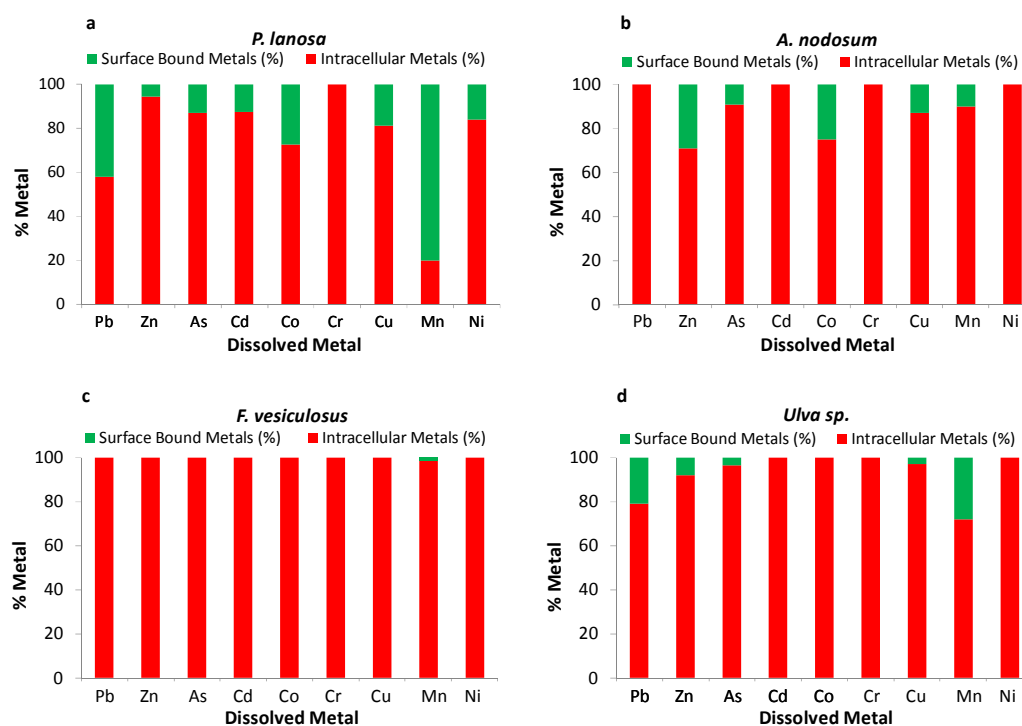 a
P. lanosa
Surface Bound Metals (%) Intracellular Metals (%)
100
80
60
40
20
0
% Metal
Pb Zn As Cd Co Cr Cu Mn Ni
Dissolved Metal
b
A. nodosum
Surface Bound Metals (%) Intracellular Metals (%)
100
80
60
40
20
0
% Metal
Pb Zn As Cd Co Cr Cu Mn Ni
Dissolved Metal
c
F. vesiculosus
Surface Bound Metals (%) Intracellular Metals (%)
100
80
60
40
20
0
% Metal
Pb Zn As Cd Co Cr Cu Mn Ni
Dissolved Metal
d
Ulva sp.
Surface Bound Metals (%) Intracellular Metals (%)
100
80
60
40
20
0
% Metal
Pb Zn As Cd Co Cr Cu Mn Ni
Dissolved Metal